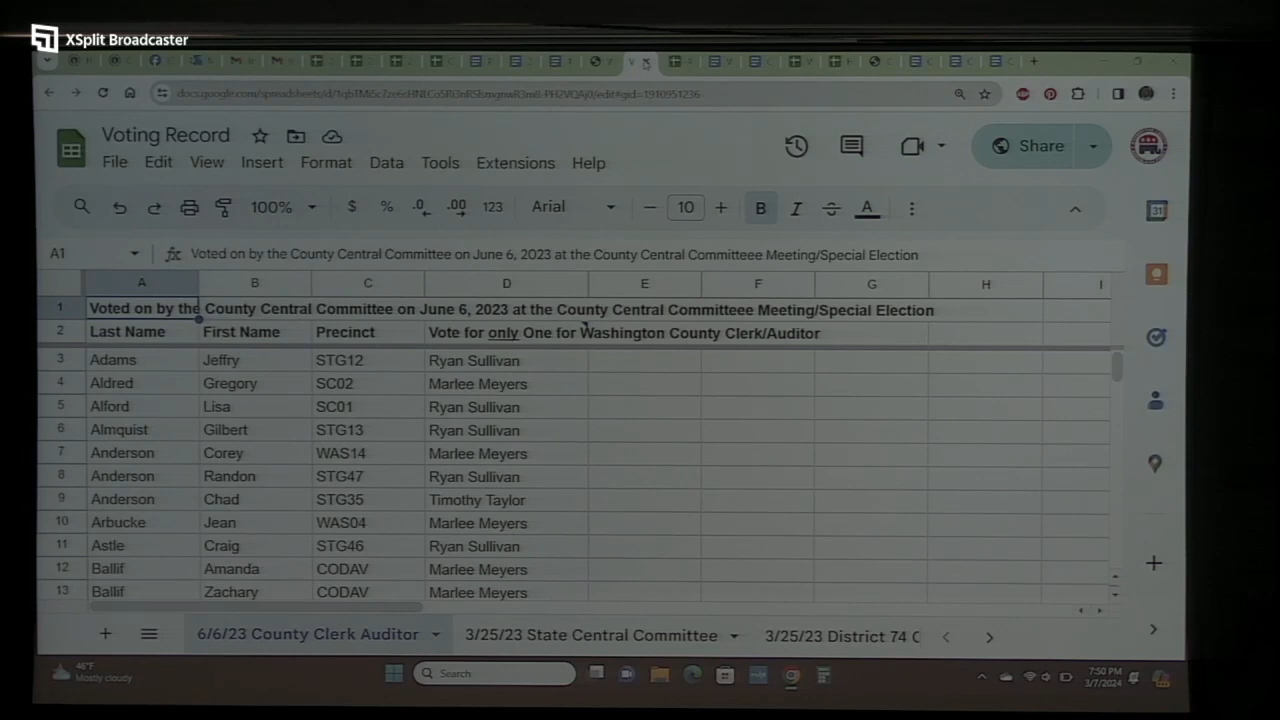 XSplit Broadcaster
Voting Record
File Edit View Insert Format Data Tools Extensions Help
Share
100% $ % .0 .00 123 Arial 10 B I A
A1 fx Voted on by the County Central Committee on June 6, 2023 at the County Central Committeee Meeting/Special Election
A B C D E F G H I
1 Voted on by the County Central Committee on June 6, 2023 at the County Central Committeee Meeting/Special Election
2 Last Name First Name Precinct Vote for only One for Washington County Clerk/Auditor
3 Adams Jeffry STG12 Ryan Sullivan
4 Aldred Gregory SC02 Marlee Meyers
5 Alford Lisa SC01 Ryan Sullivan
6 Almquist Gilbert STG13 Ryan Sullivan
7 Anderson Corey WAS14 Marlee Meyers
8 Anderson Randon STG47 Ryan Sullivan
9 Anderson Chad STG35 Timothy Taylor
10 Arbucke Jean WAS04 Marlee Meyers
11 Astle Craig STG46 Ryan Sullivan
12 Ballif Amanda CODAV Marlee Meyers
13 Ballif Zachary CODAV Marlee Meyers
6/6/23 County Clerk Auditor 3/25/23 State Central Committee 3/25/23 District 74 C
46°F
Mostly cloudy
Search
7:50 PM
3/7/2024